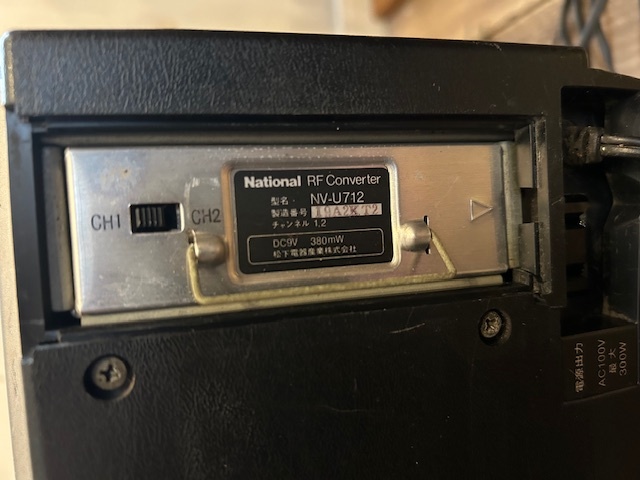 CH1
CH2
National RF Converter
型名. NV-U712
製造番号 I9A2KT2
チャンネル 1,2
DC9V 380mW
松下電器産業株式会社
電源出力
AC100V
最大
300W